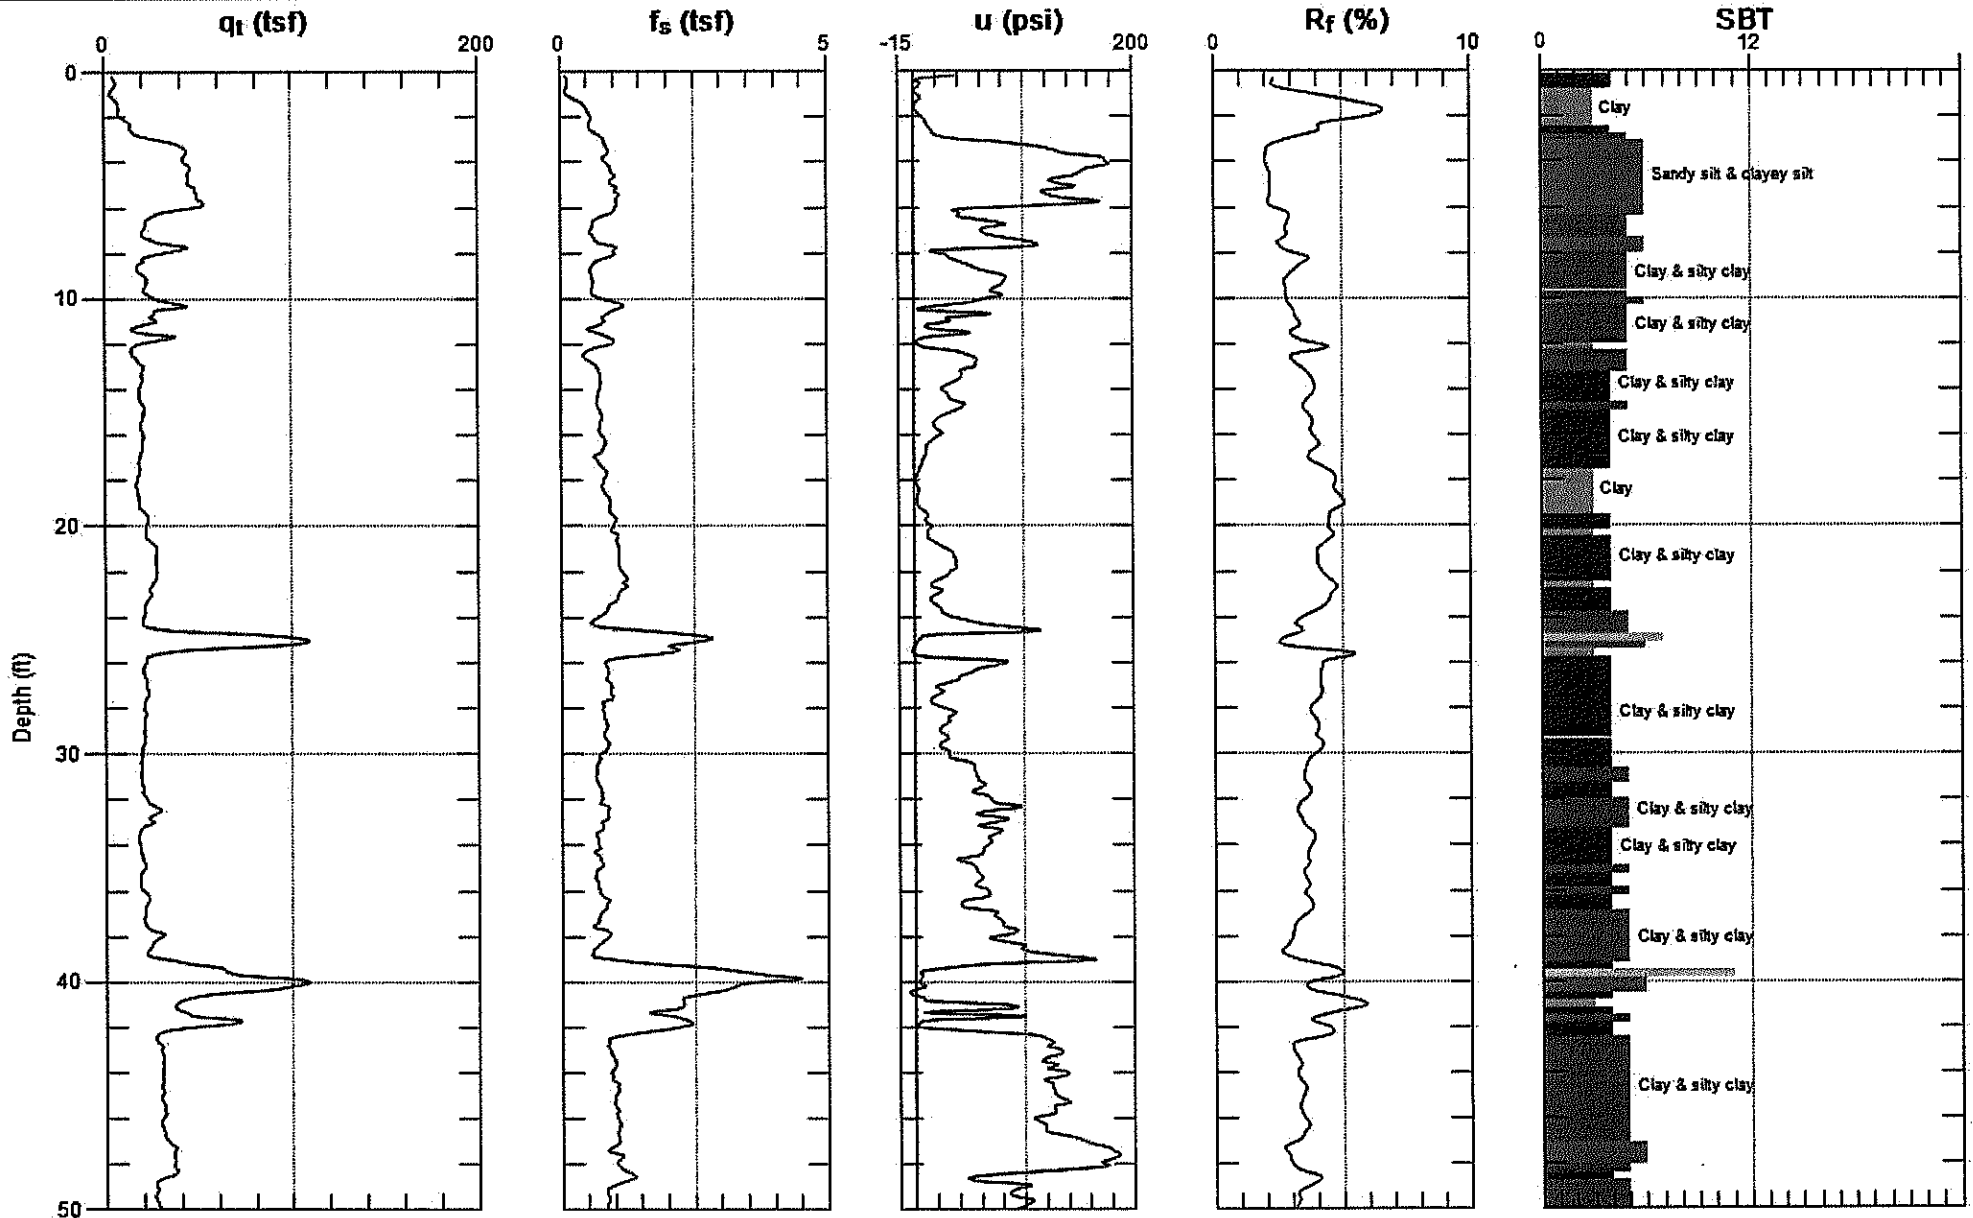 qt (tsf) fs (tsf) u (psi) Rf (%) SBT
0 200 0 5 -15 200 0 10 0 12
0
Clay
Sandy silt & clayey silt
Clay & silty clay
10
Clay & silty clay
Clay & silty clay
Clay & silty clay
Clay
20
Clay & silty clay
Depth (ft)
Clay & silty clay
30
Clay & silty clay
Clay & silty clay
Clay & silty clay
40
Clay & silty clay
50